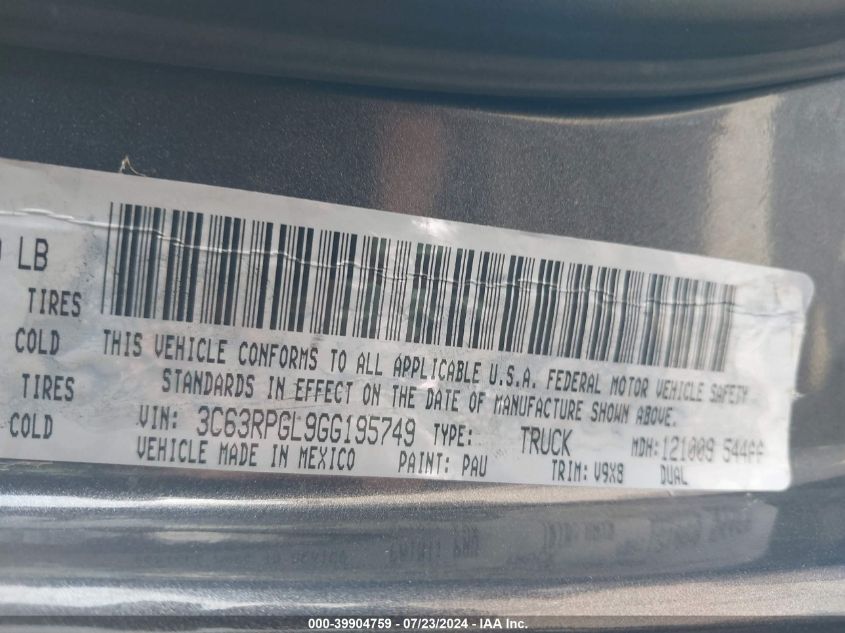 LB
TIRES
COLD
THIS VEHICLE CONFORMS TO ALL APPLICABLE U.S.A. FEDERAL MOTOR VEHICLE SAFETY
TIRES
STANDARDS IN EFFECT ON THE DATE OF MANUFACTURE SHOWN ABOVE.
COLD
VIN: 3C63RPGL9GG195749 TYPE: TRUCK MDH: 121009
VEHICLE MADE IN MEXICO PAINT: PAU TRIM: V9X8 DUAL
000-39904759 - 07/23/2024 - IAA Inc.